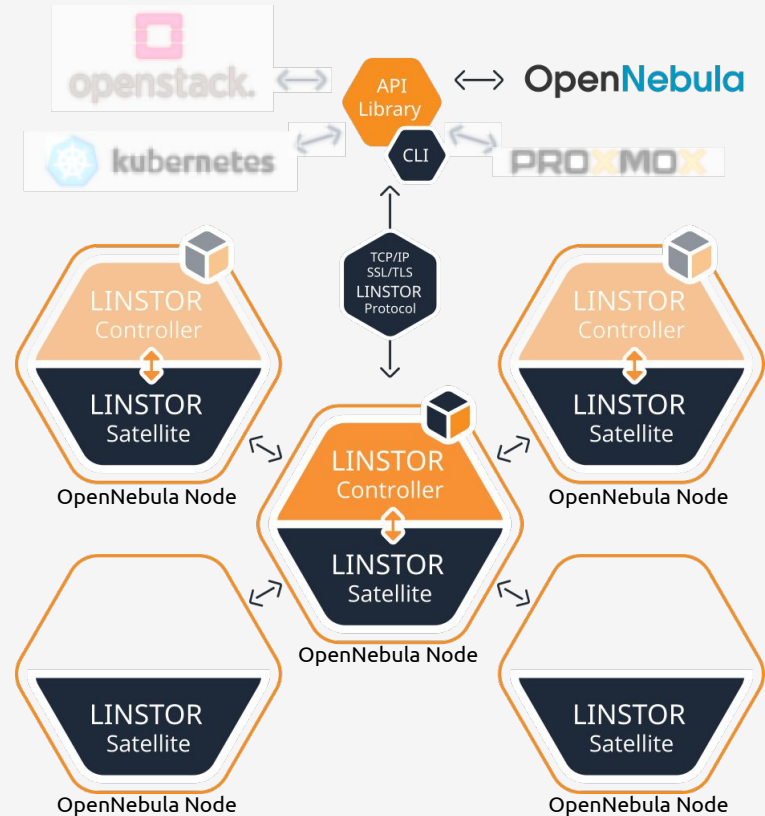 openstack.
API
Library
OpenNebula
kubernetes
CLI
PROXMOX
TCP/IP
SSL/TLS
LINSTOR
Protocol
LINSTOR
Controller
LINSTOR
Satellite
OpenNebula Node
LINSTOR
Controller
LINSTOR
Satellite
OpenNebula Node
LINSTOR
Controller
LINSTOR
Satellite
OpenNebula Node
LINSTOR
Satellite
OpenNebula Node
LINSTOR
Satellite
OpenNebula Node